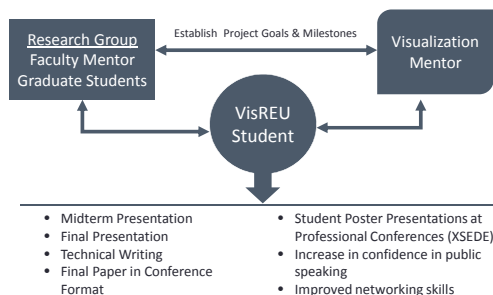 Research Group
Faculty Mentor
Graduate Students
Establish Project Goals & Milestones
Visualization
Mentor
VisREU
Student
• Midterm Presentation
• Final Presentation
• Technical Writing
• Final Paper in Conference
Format
• Student Poster Presentations at
Professional Conferences (XSEDE)
• Increase in confidence in public
speaking
• Improved networking skills